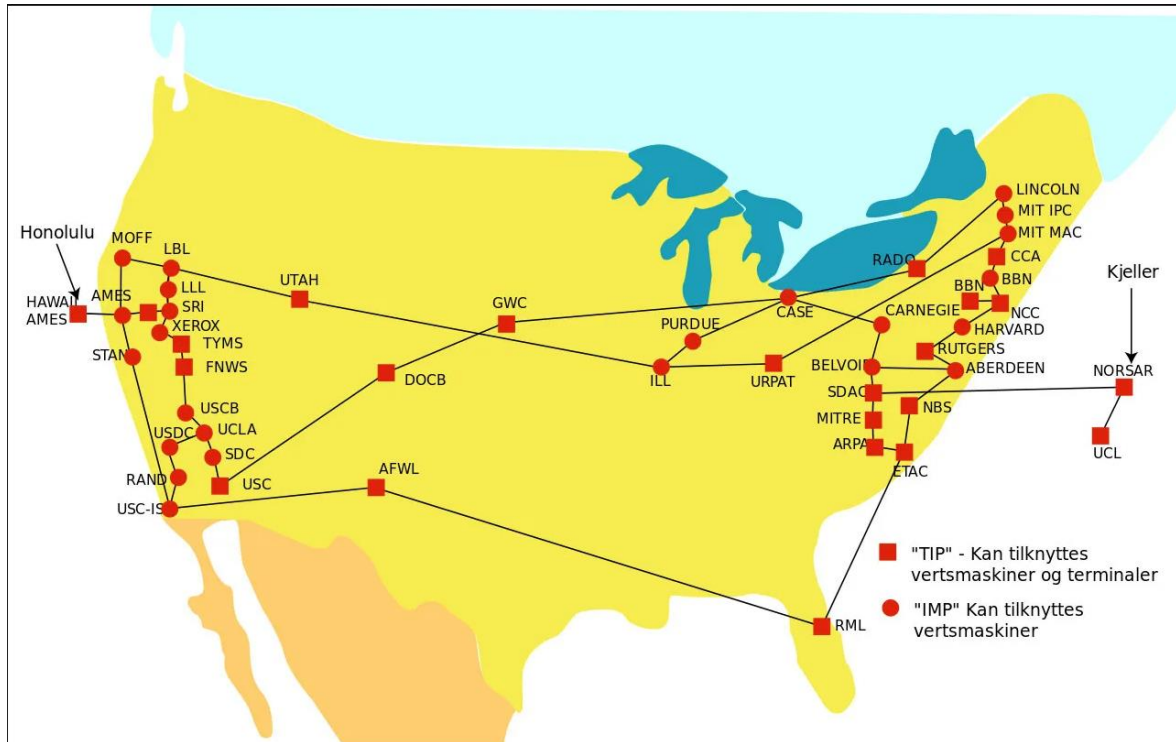 LINCOLN
MIT IPC
Honolulu
MOFF
LBL
MIT MAC
RADC
CCA
Kjeller
UTAH
LLL
BBN
BBN
HAWAII
AMES
AMES
SRI
GWC
CASE
NCC
XEROX
PURDUE
CARNEGIE
HARVARD
TYMS
STAN
RUTGERS
FNWS
DOCB
ILL
URPAT
BELVOIR
ABERDEEN
NORSAR
SDAC
USCB
MITRE
NBS
USDC
UCLA
ARPA
UCL
SDC
AFWL
ETAC
RAND
USC
USC-IS
"TIP" - Kan tilknyttes
vertsmaskiner og terminaler
"IMP" Kan tilknyttes
vertsmaskiner
RML